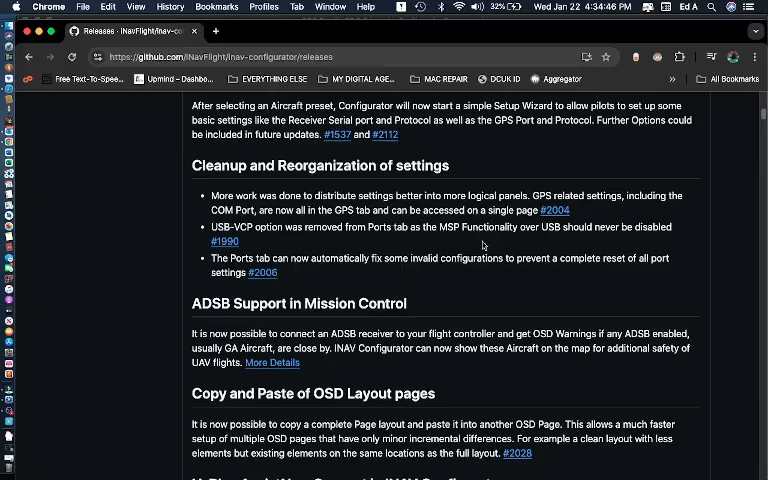 Chrome File Edit View History Bookmarks Profiles Tab Window Help 32% Wed Jan 22 4:34:46 PM Ed A
Releases · iNavFlight/inav-co
https://github.com/iNavFlight/inav-configurator/releases
Free Text-To-Spee... Upmind – Dashbo... EVERYTHING ELSE MY DIGITAL AGE... MAC REPAIR DCUK ID Aggregator » All Bookmarks
After selecting an Aircraft preset, Configurator will now start a simple Setup Wizard to allow pilots to set up some
basic settings like the Receiver Serial port and Protocol as well as the GPS Port and Protocol. Further Options could
be included in future updates. #1537 and #2112
Cleanup and Reorganization of settings
• More work was done to distribute settings better into more logical panels. GPS related settings, including the
COM Port, are now all in the GPS tab and can be accessed on a single page #2004
• USB-VCP option was removed from Ports tab as the MSP Functionality over USB should never be disabled
#1990
• The Ports tab can now automatically fix some invalid configurations to prevent a complete reset of all port
settings #2006
ADSB Support in Mission Control
It is now possible to connect an ADSB receiver to your flight controller and get OSD Warnings if any ADSB enabled,
usually GA Aircraft, are close by. INAV Configurator can now show these Aircraft on the map for additional safety of
UAV flights. More Details
Copy and Paste of OSD Layout pages
It is now possible to copy a complete Page layout and paste it into another OSD Page. This allows a much faster
setup of multiple OSD pages that have only minor incremental differences. For example a clean layout with less
elements but existing elements on the same locations as the full layout. #2028